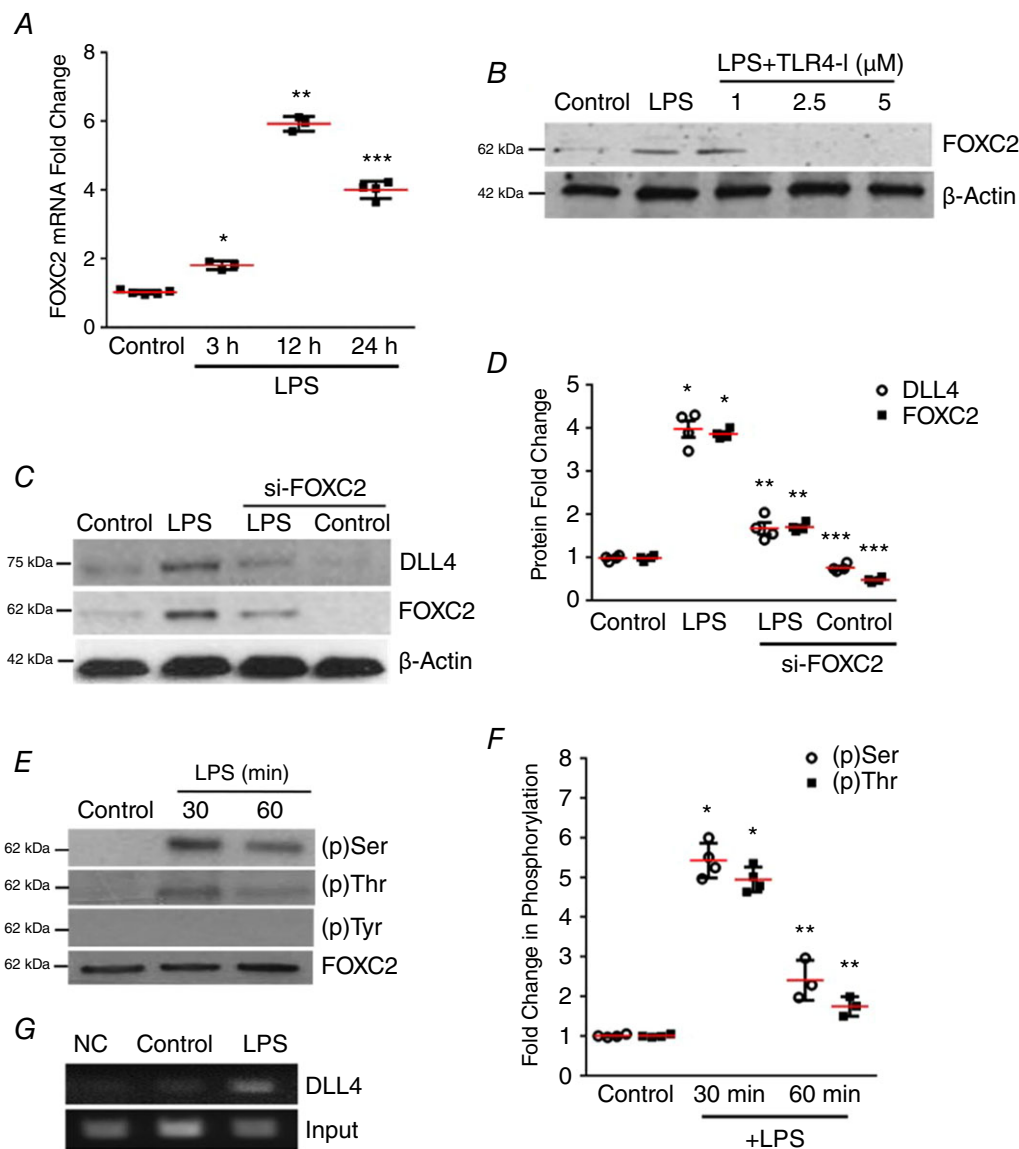 A
FOXC2 mRNA Fold Change
8
6
4
2
0
*
**
***
Control 3 h 12 h 24 h
LPS
B
LPS+TLR4-I (µM)
Control LPS 1 2.5 5
62 kDa FOXC2
42 kDa β-Actin
C
si-FOXC2
Control LPS LPS Control
75 kDa DLL4
62 kDa FOXC2
42 kDa β-Actin
D
Protein Fold Change
5
4
3
2
1
0
DLL4
FOXC2
* *
** **
*** ***
Control LPS LPS Control
si-FOXC2
E
LPS (min)
Control 30 60
62 kDa (p)Ser
62 kDa (p)Thr
62 kDa (p)Tyr
62 kDa FOXC2
F
Fold Change in Phosphorylation
8
7
6
5
4
3
2
1
0
(p)Ser
(p)Thr
* *
** **
Control 30 min 60 min
+LPS
G
NC Control LPS
DLL4
Input